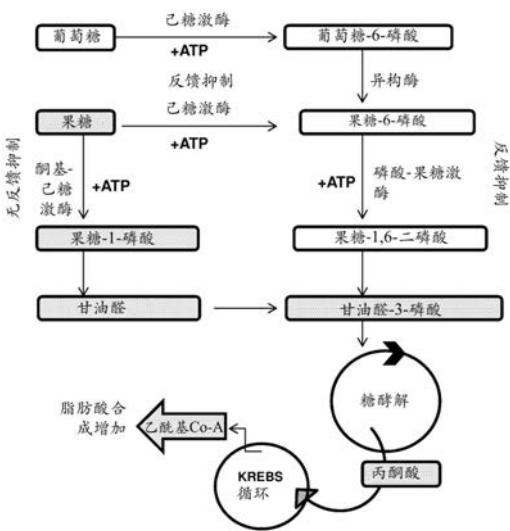 己糖激酶
葡萄糖
+ATP
葡萄糖-6-磷酸
反馈抑制
异构酶
己糖激酶
果糖
+ATP
果糖-6-磷酸
无反馈抑制
酮基-
己糖
激酶
+ATP
+ATP
磷酸-果糖激
酶
反馈抑制
果糖-1-磷酸
果糖-1,6-二磷酸
甘油醛
甘油醛-3-磷酸
糖酵解
脂肪酸合
成增加
乙酰基Co-A
KREBS
循环
丙酮酸